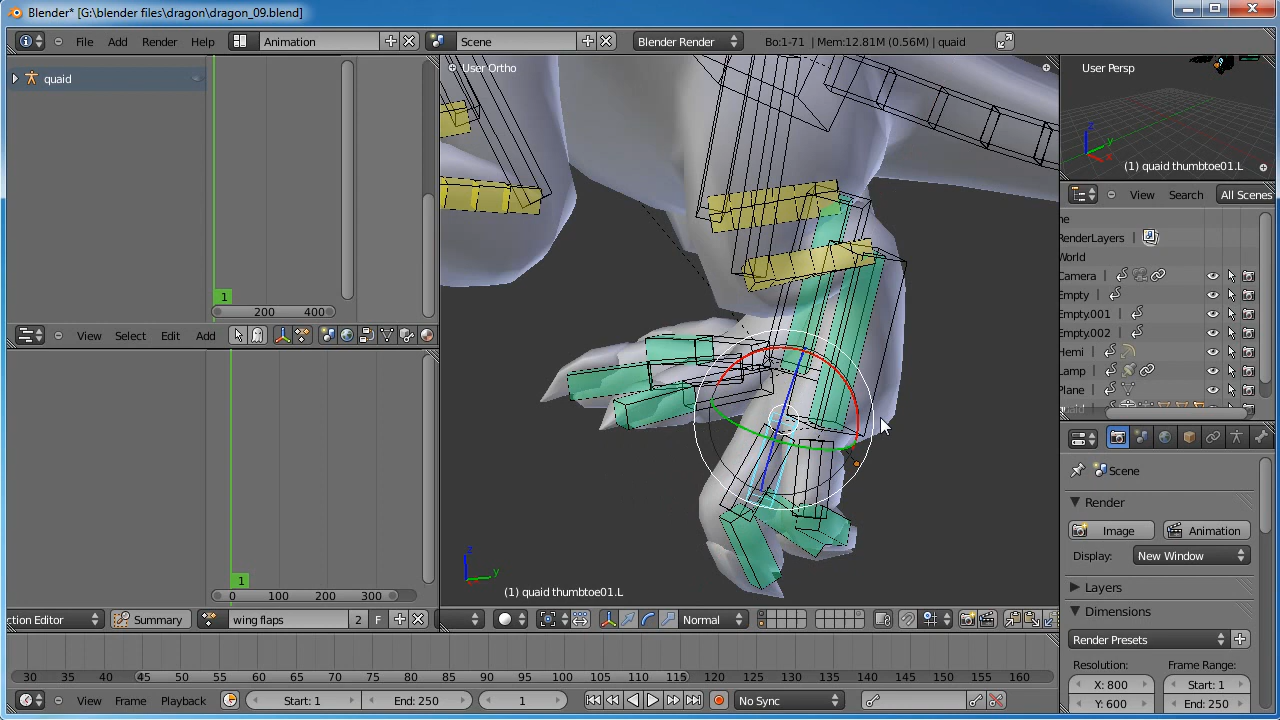 Blender* [G:\blender files\dragon\dragon_09.blend]
File Add Render Help Animation Scene Blender Render Bo:1-71 | Mem:12.81M (0.56M) | quaid
quaid
User Ortho
User Persp
z
y
x
(1) quaid thumbtoe01.L
View Search All Scenes
ne
RenderLayers |
World
Camera |
Empty |
Empty.001 |
Empty.002 |
Hemi |
Lamp |
Plane |
1
200 400
View Select Edit Add
Scene
Render
Image Animation
Display: New Window
Layers
Dimensions
Render Presets
Resolution: Frame Range:
X: 800 Start: 1
Y: 600 End: 250
z
y
(1) quaid thumbtoe01.L
1
0 100 200 300
ction Editor Summary wing flaps 2 F
Normal
30 35 40 45 50 55 60 65 70 75 80 85 90 95 100 105 110 115 120 125 130 135 140 145 150 155 160
View Frame Playback Start: 1 End: 250 1 No Sync